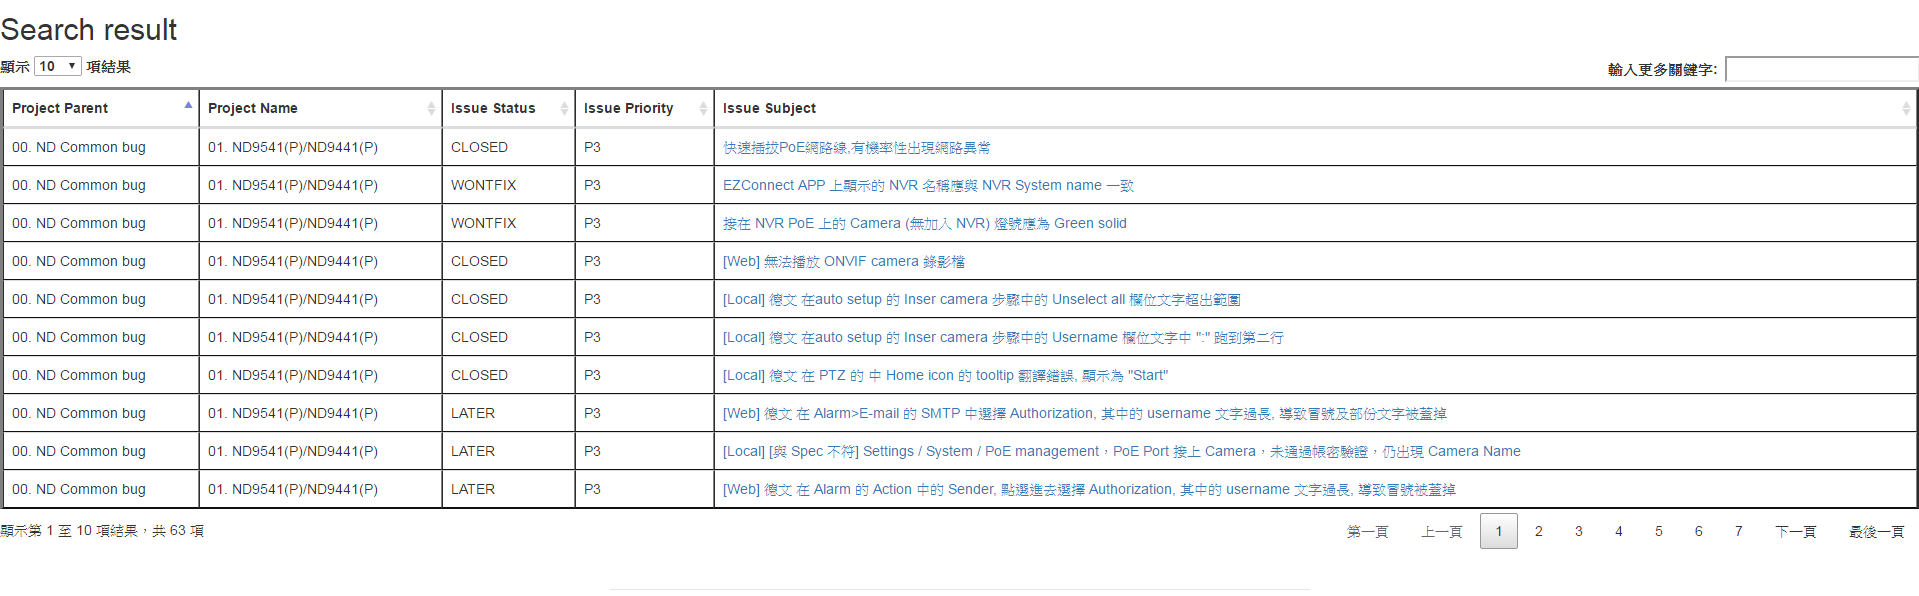 Search result
顯示 10 項結果 輸入更多關鍵字:
Project Parent Project Name Issue Status Issue Priority Issue Subject
00. ND Common bug 01. ND9541(P)/ND9441(P) CLOSED P3 快速插拔PoE網路線,有機率性出現網路異常
00. ND Common bug 01. ND9541(P)/ND9441(P) WONTFIX P3 EZConnect APP 上顯示的 NVR 名稱應與 NVR System name 一致
00. ND Common bug 01. ND9541(P)/ND9441(P) WONTFIX P3 接在 NVR PoE 上的 Camera (無加入 NVR) 燈號應為 Green solid
00. ND Common bug 01. ND9541(P)/ND9441(P) CLOSED P3 [Web] 無法播放 ONVIF camera 錄影檔
00. ND Common bug 01. ND9541(P)/ND9441(P) CLOSED P3 [Local] 德文 在auto setup 的 Inser camera 步驟中的 Unselect all 欄位文字超出範圍
00. ND Common bug 01. ND9541(P)/ND9441(P) CLOSED P3 [Local] 德文 在auto setup 的 Inser camera 步驟中的 Username 欄位文字中 ":" 跑到第二行
00. ND Common bug 01. ND9541(P)/ND9441(P) CLOSED P3 [Local] 德文 在 PTZ 的 中 Home icon 的 tooltip 翻譯錯誤, 顯示為 "Start"
00. ND Common bug 01. ND9541(P)/ND9441(P) LATER P3 [Web] 德文 在 Alarm>E-mail 的 SMTP 中選擇 Authorization, 其中的 username 文字過長, 導致冒號及部份文字被蓋掉
00. ND Common bug 01. ND9541(P)/ND9441(P) LATER P3 [Local] [與 Spec 不符] Settings / System / PoE management，PoE Port 接上 Camera，未通過帳密驗證，仍出現 Camera Name
00. ND Common bug 01. ND9541(P)/ND9441(P) LATER P3 [Web] 德文 在 Alarm 的 Action 中的 Sender, 點選進去選擇 Authorization, 其中的 username 文字過長, 導致冒號被蓋掉
顯示第 1 至 10 項結果，共 63 項 第一頁 上一頁 1 2 3 4 5 6 7 下一頁 最後一頁